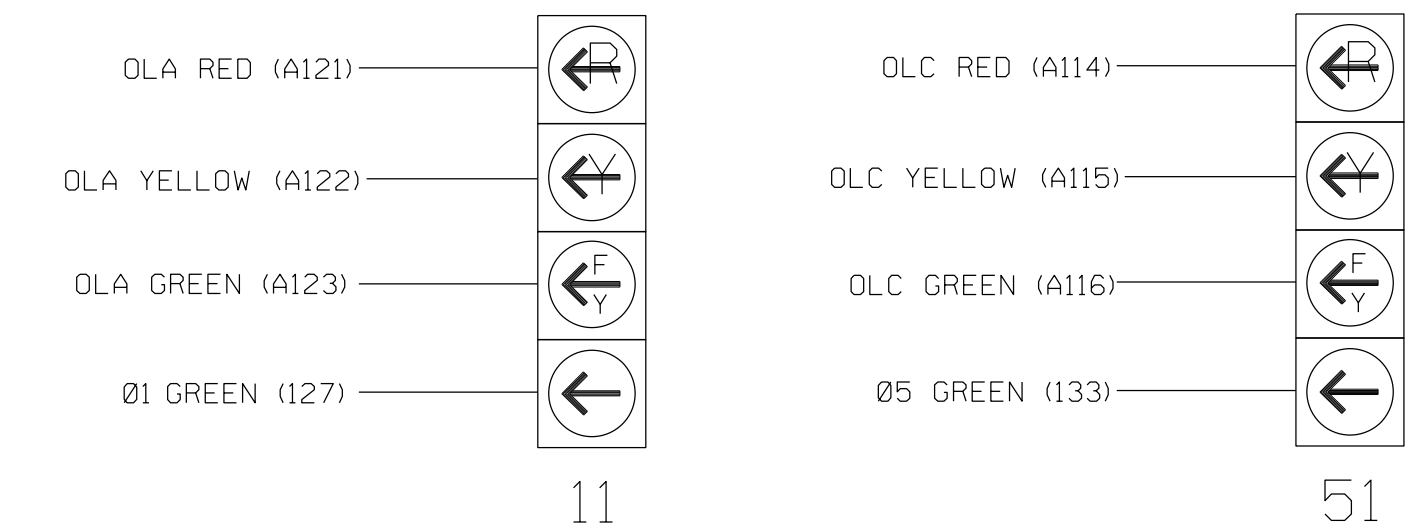 OLA RED (A121)
R
OLA YELLOW (A122)
Y
OLA GREEN (A123)
F
Y
Ø1 GREEN (127)
11
OLC RED (A114)
R
OLC YELLOW (A115)
Y
OLC GREEN (A116)
F
Y
Ø5 GREEN (133)
51